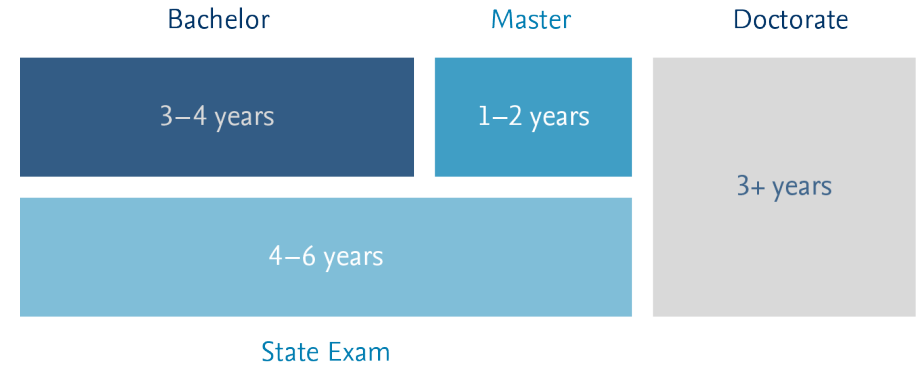 Bachelor
Master
Doctorate
3–4 years
1–2 years
3+ years
4–6 years
State Exam